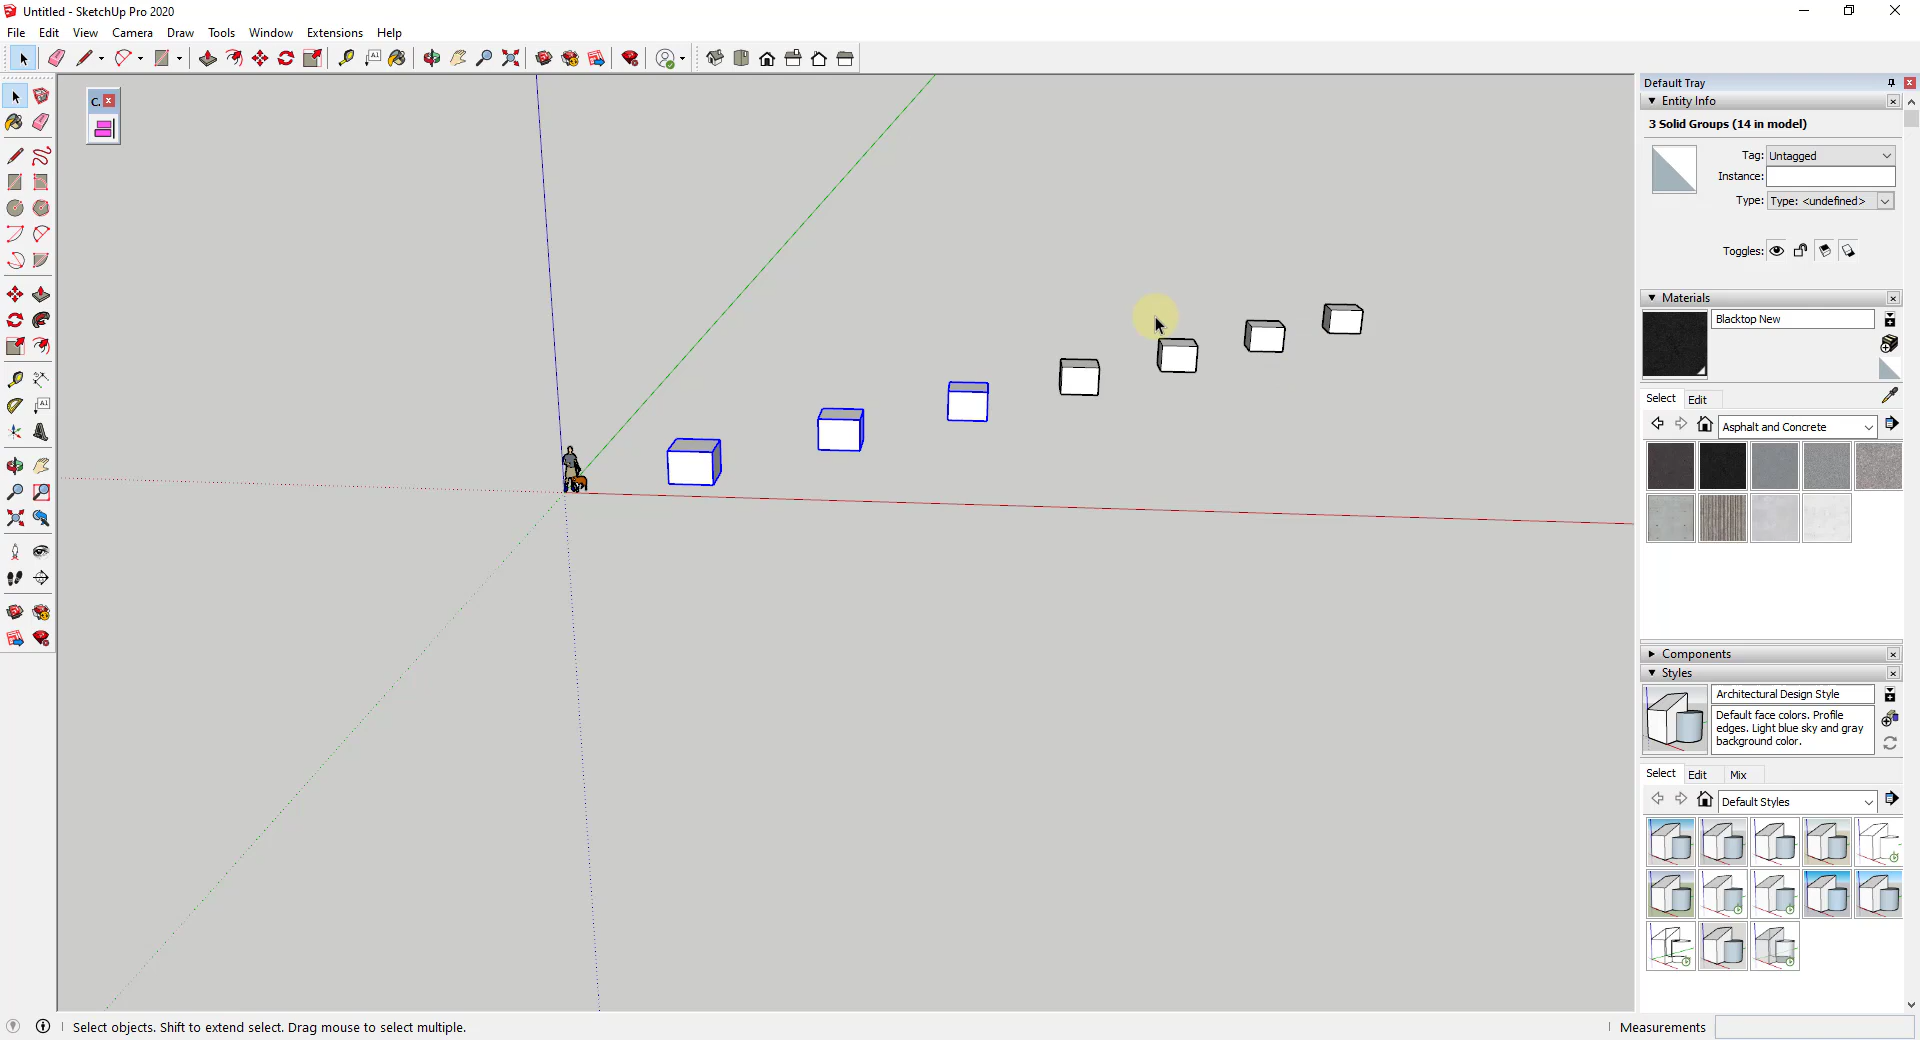 Untitled - SketchUp Pro 2020
File Edit View Camera Draw Tools Window Extensions Help
C.
Default Tray
Entity Info
3 Solid Groups (14 in model)
Tag: Untagged
Instance:
Type: Type: <undefined>
Toggles:
Materials
Blacktop New
Select Edit
Asphalt and Concrete
Components
Styles
Architectural Design Style
Default face colors. Profile
edges. Light blue sky and gray
background color.
Select Edit Mix
Default Styles
Select objects. Shift to extend select. Drag mouse to select multiple.
Measurements